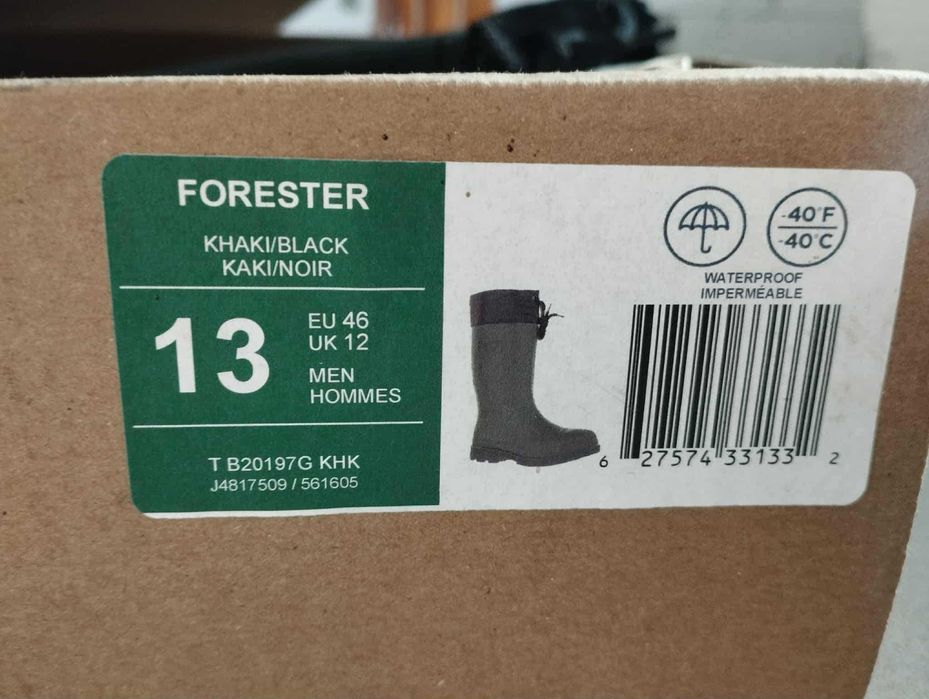 FORESTER
KHAKI/BLACK
KAKI/NOIR
13
EU 46
UK 12
MEN
HOMMES
T B20197G KHK
J4817509 / 561605
-40°F
-40°C
WATERPROOF
IMPERMÉABLE
6 27574 33133 2